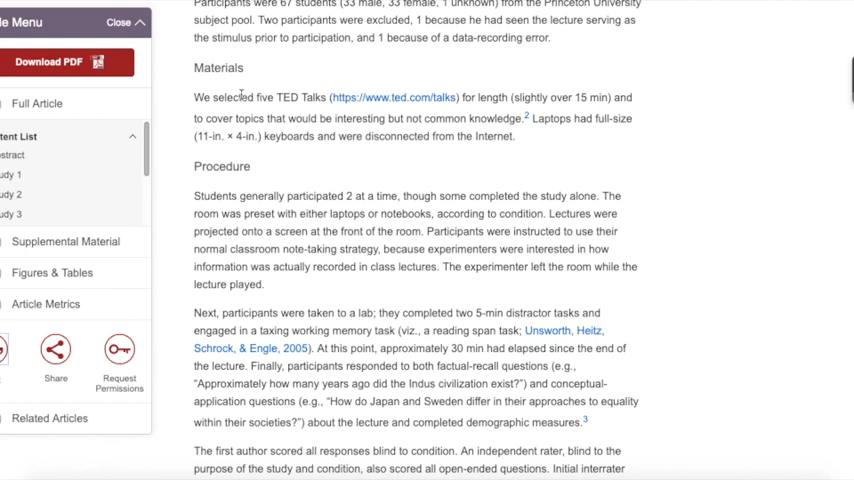 Participants were 67 students (33 male, 33 female, 1 unknown) from the Princeton University
subject pool. Two participants were excluded, 1 because he had seen the lecture serving as
the stimulus prior to participation, and 1 because of a data-recording error.
Materials
We selected five TED Talks (https://www.ted.com/talks) for length (slightly over 15 min) and
to cover topics that would be interesting but not common knowledge.2 Laptops had full-size
(11-in. × 4-in.) keyboards and were disconnected from the Internet.
Procedure
Students generally participated 2 at a time, though some completed the study alone. The
room was preset with either laptops or notebooks, according to condition. Lectures were
projected onto a screen at the front of the room. Participants were instructed to use their
normal classroom note-taking strategy, because experimenters were interested in how
information was actually recorded in class lectures. The experimenter left the room while the
lecture played.
Next, participants were taken to a lab; they completed two 5-min distractor tasks and
engaged in a taxing working memory task (viz., a reading span task; Unsworth, Heitz,
Schrock, & Engle, 2005). At this point, approximately 30 min had elapsed since the end of
the lecture. Finally, participants responded to both factual-recall questions (e.g.,
“Approximately how many years ago did the Indus civilization exist?”) and conceptual-
application questions (e.g., “How do Japan and Sweden differ in their approaches to equality
within their societies?”) about the lecture and completed demographic measures.3
The first author scored all responses blind to condition. An independent rater, blind to the
purpose of the study and condition, also scored all open-ended questions. Initial interrater
le Menu
Close
Download PDF
Full Article
tent List
stract
udy 1
udy 2
udy 3
Supplemental Material
Figures & Tables
Article Metrics
Share
Request
Permissions
Related Articles